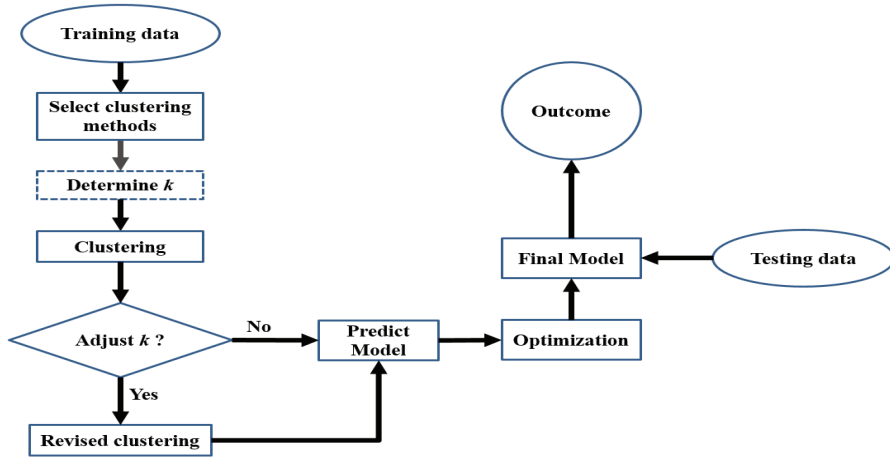 Training data
Select clustering
methods
Determine k
Clustering
Adjust k ?
No
Yes
Revised clustering
Predict
Model
Optimization
Final Model
Testing data
Outcome